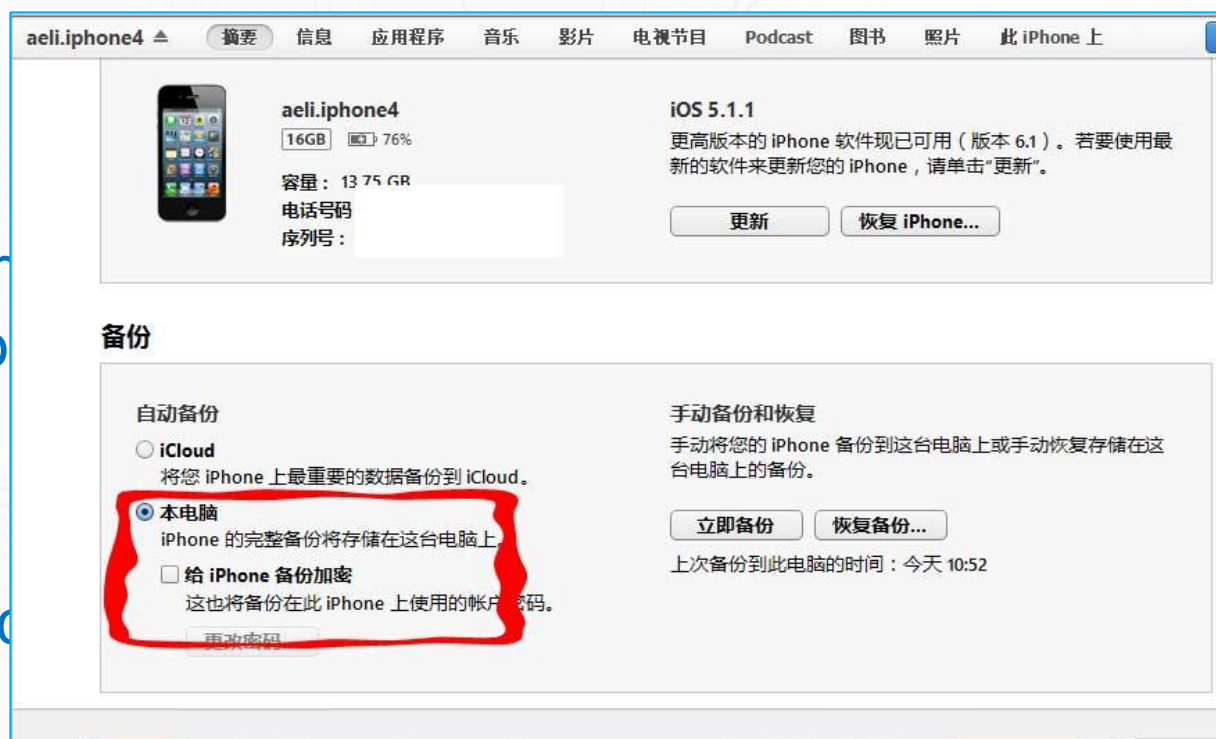 aeli.iphone4 摘要 信息 应用程序 音乐 影片 电视节目 Podcast 图书 照片 此 iPhone 上
aeli.iphone4
16GB 76%
容量： 13.75 GB
电话号码
序列号：
iOS 5.1.1
更高版本的 iPhone 软件现已可用（版本 6.1）。若要使用最
新的软件来更新您的 iPhone，请单击“更新”。
更新 恢复 iPhone...
备份
自动备份
iCloud
将您 iPhone 上最重要的数据备份到 iCloud。
本电脑
iPhone 的完整备份将存储在这台电脑上。
给 iPhone 备份加密
这也将备份在此 iPhone 上使用的帐户密码。
更改密码
手动备份和恢复
手动将您的 iPhone 备份到这台电脑上或手动恢复存储在这
台电脑上的备份。
立即备份 恢复备份...
上次备份到此电脑的时间：今天 10:52